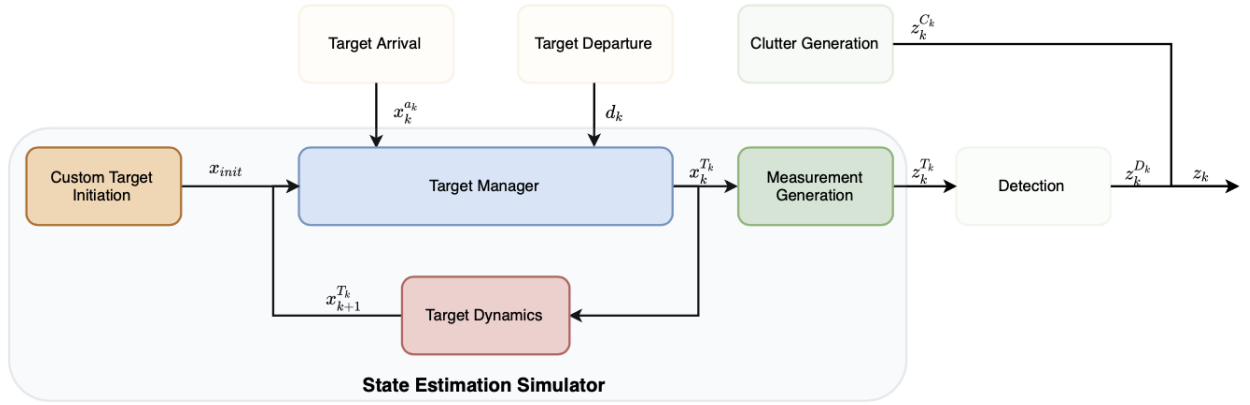 Target Arrival
Target Departure
Clutter Generation
$z_k^{C_k}$
$x_k^{a_k}$
$d_k$
Custom Target
Initiation
$x_{init}$
Target Manager
$x_k^{T_k}$
Measurement
Generation
$z_k^{T_k}$
Detection
$z_k^{D_k}$
$z_k$
$x_{k+1}^{T_k}$
Target Dynamics
State Estimation Simulator